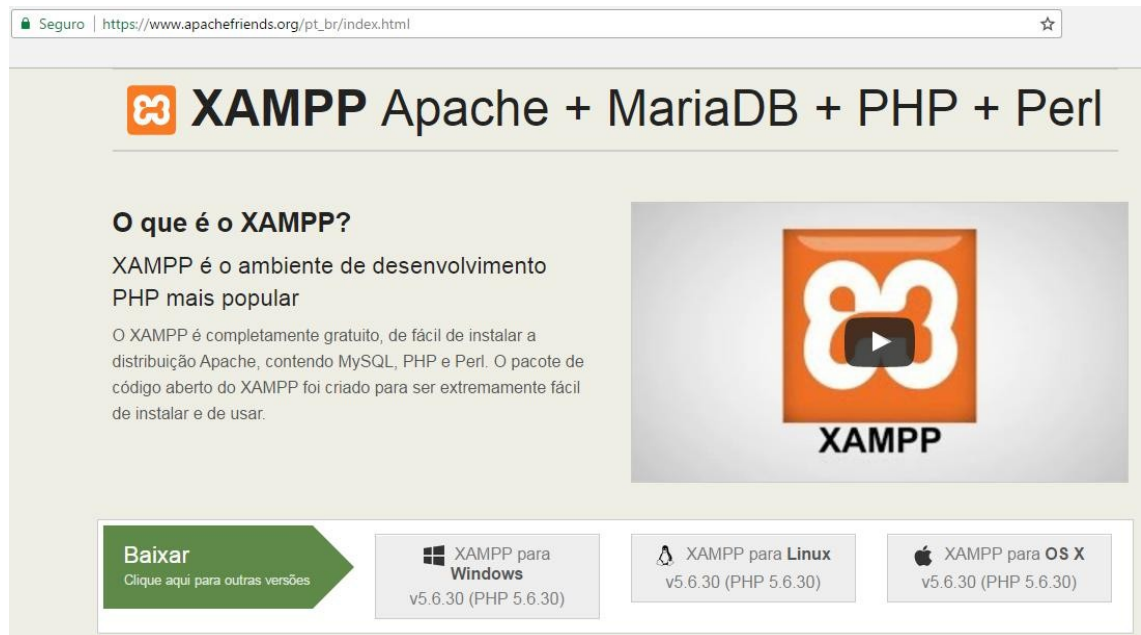 Seguro | https://www.apachefriends.org/pt_br/index.html
XAMPP Apache + MariaDB + PHP + Perl
O que é o XAMPP?
XAMPP é o ambiente de desenvolvimento
PHP mais popular
O XAMPP é completamente gratuito, de fácil de instalar a
distribuição Apache, contendo MySQL, PHP e Perl. O pacote de
código aberto do XAMPP foi criado para ser extremamente fácil
de instalar e de usar.
XAMPP
Baixar
Clique aqui para outras versões
XAMPP para
Windows
v5.6.30 (PHP 5.6.30)
XAMPP para Linux
v5.6.30 (PHP 5.6.30)
XAMPP para OS X
v5.6.30 (PHP 5.6.30)